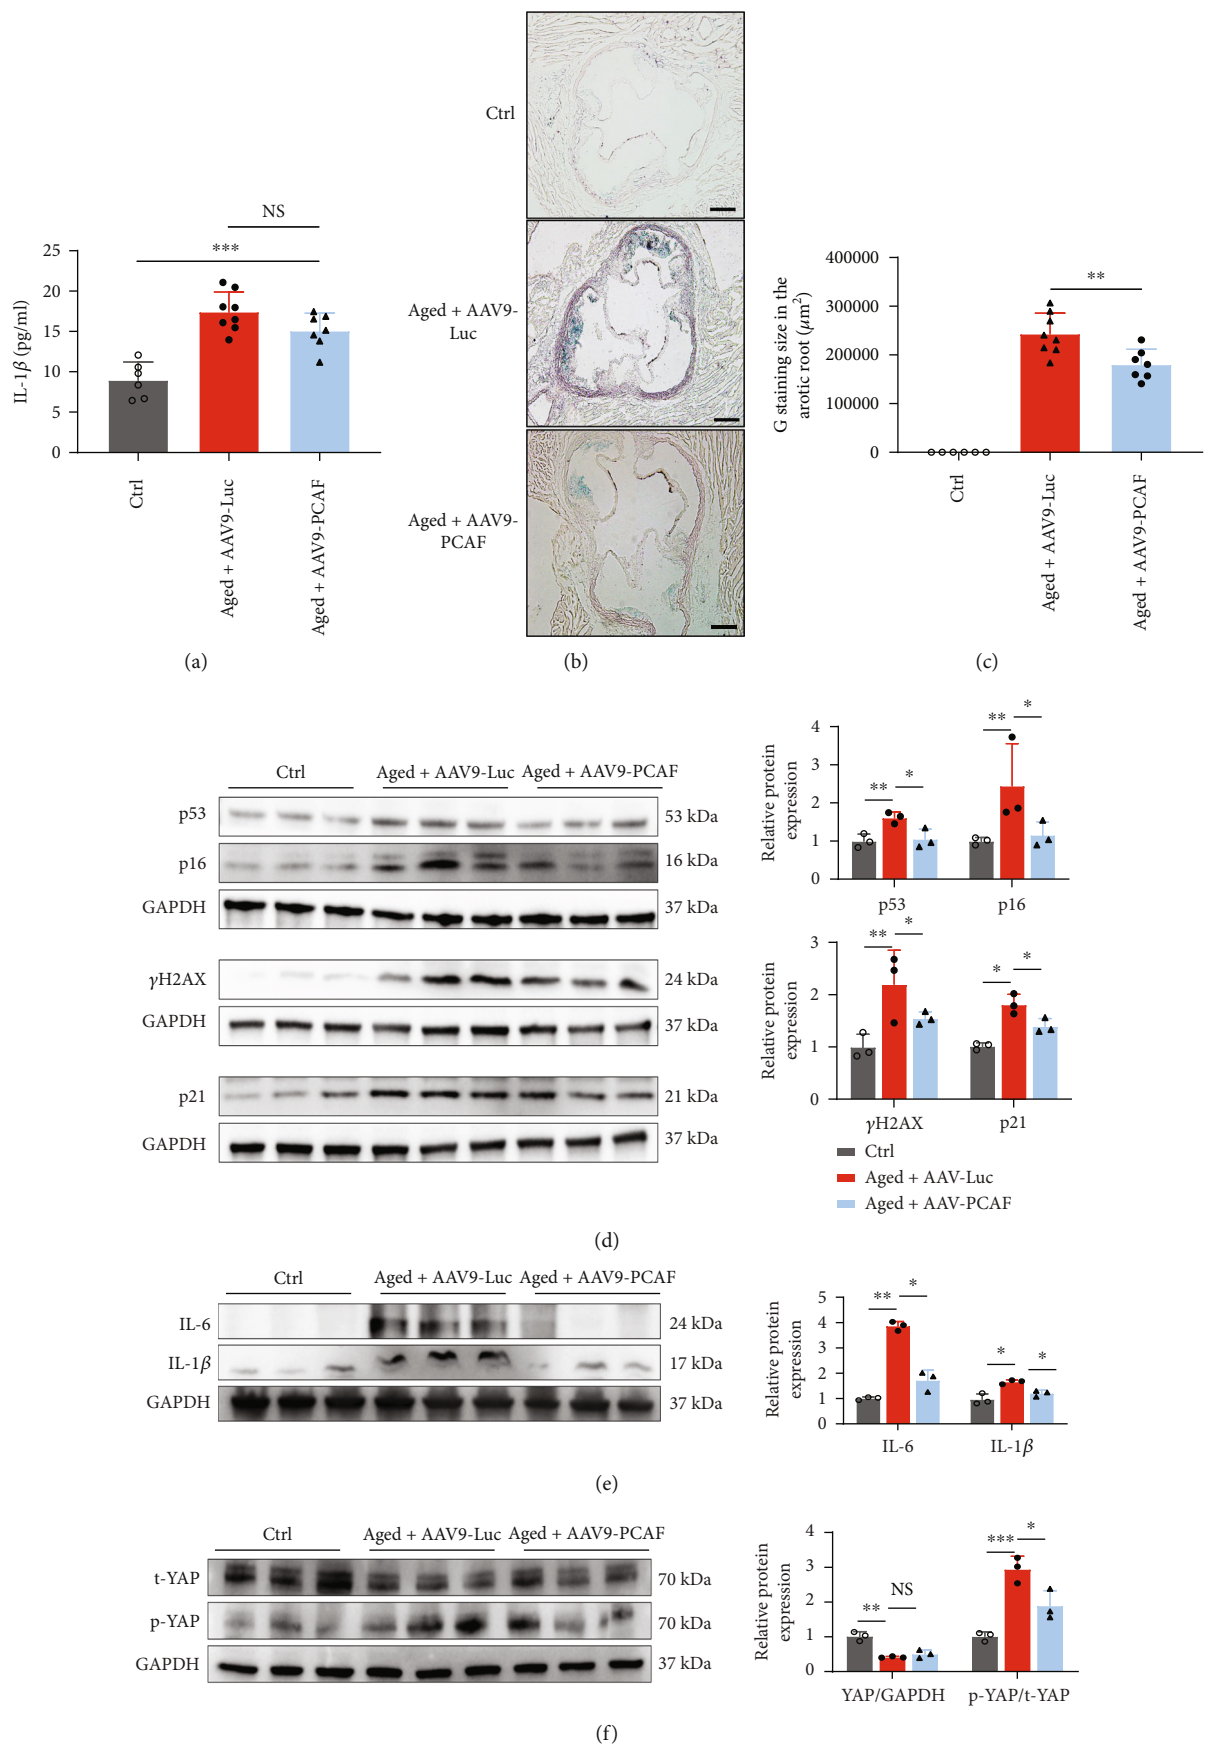 NS
***
25
20
15
10
5
0
IL-1β (pg/ml)
Ctrl
Aged + AAV9-Luc
Aged + AAV9-PCAF
(a)
Ctrl
Aged + AAV9-
Luc
Aged + AAV9-
PCAF
(b)
400000
300000
200000
100000
0
**
G staining size in the
arotic root (μm²)
Ctrl
Aged + AAV9-Luc
Aged + AAV9-PCAF
(c)
Ctrl
Aged + AAV9-Luc
Aged + AAV9-PCAF
p53
53 kDa
p16
16 kDa
GAPDH
37 kDa
γH2AX
24 kDa
GAPDH
37 kDa
p21
21 kDa
GAPDH
37 kDa
Relative protein
expression
4
3
2
1
0
**
*
**
*
p53
p16
Relative protein
expression
3
2
1
0
**
*
*
*
γH2AX
p21
Ctrl
Aged + AAV-Luc
Aged + AAV-PCAF
(d)
Ctrl
Aged + AAV9-Luc
Aged + AAV9-PCAF
IL-6
24 kDa
IL-1β
17 kDa
GAPDH
37 kDa
Relative protein
expression
5
4
3
2
1
0
**
*
*
*
IL-6
IL-1β
(e)
Ctrl
Aged + AAV9-Luc
Aged + AAV9-PCAF
t-YAP
70 kDa
p-YAP
70 kDa
GAPDH
37 kDa
Relative protein
expression
4
3
2
1
0
**
NS
***
*
YAP/GAPDH
p-YAP/t-YAP
(f)